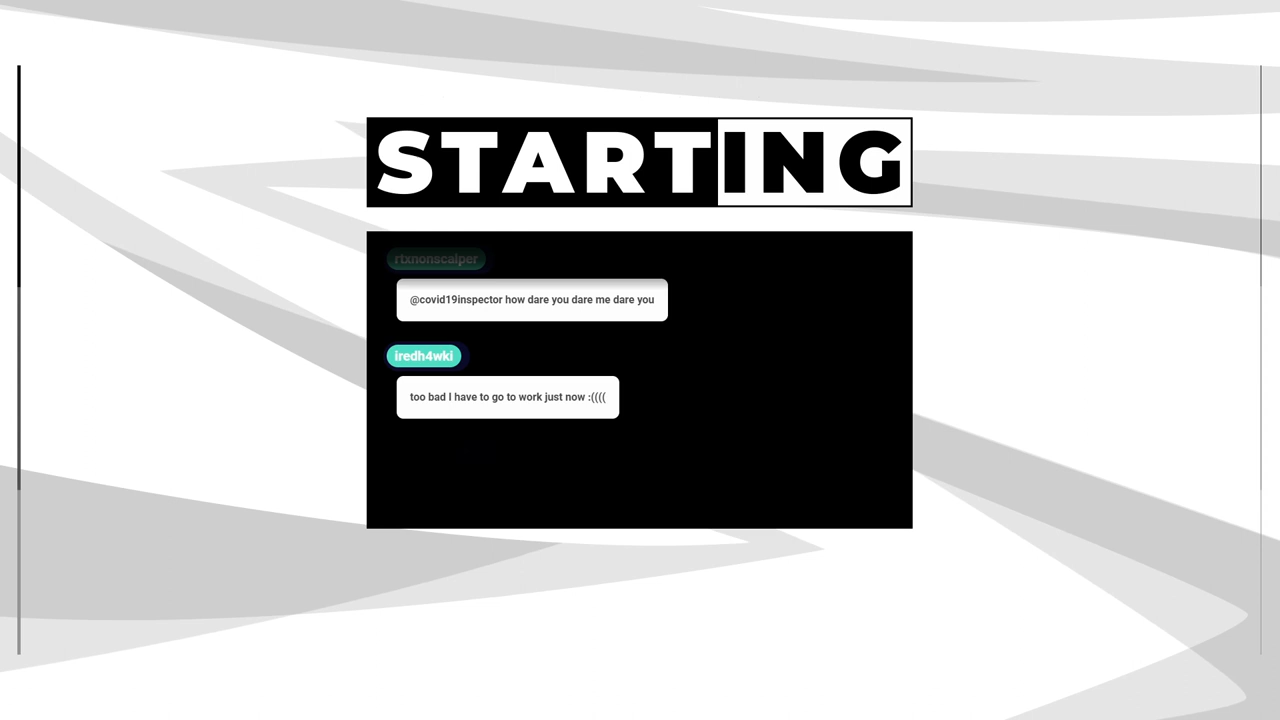 STARTING
rtxnonscalper
@covid19inspector how dare you dare me dare you
iredh4wki
too bad I have to go to work just now :((((